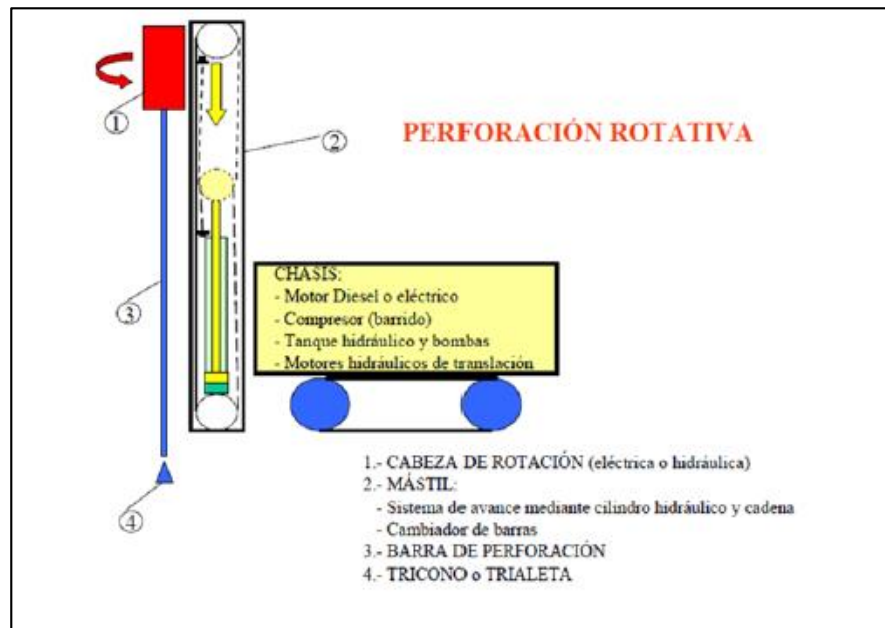 PERFORACIÓN ROTATIVA
1
2
3
4
CHASIS:
- Motor Diesel o eléctrico
- Compresor (barrido)
- Tanque hidráulico y bombas
- Motores hidráulicos de translación
1.- CABEZA DE ROTACIÓN (eléctrica o hidráulica)
2.- MÁSTIL:
- Sistema de avance mediante cilindro hidráulico y cadena
- Cambiador de barras
3.- BARRA DE PERFORACIÓN
4.- TRICONO o TRIALETA